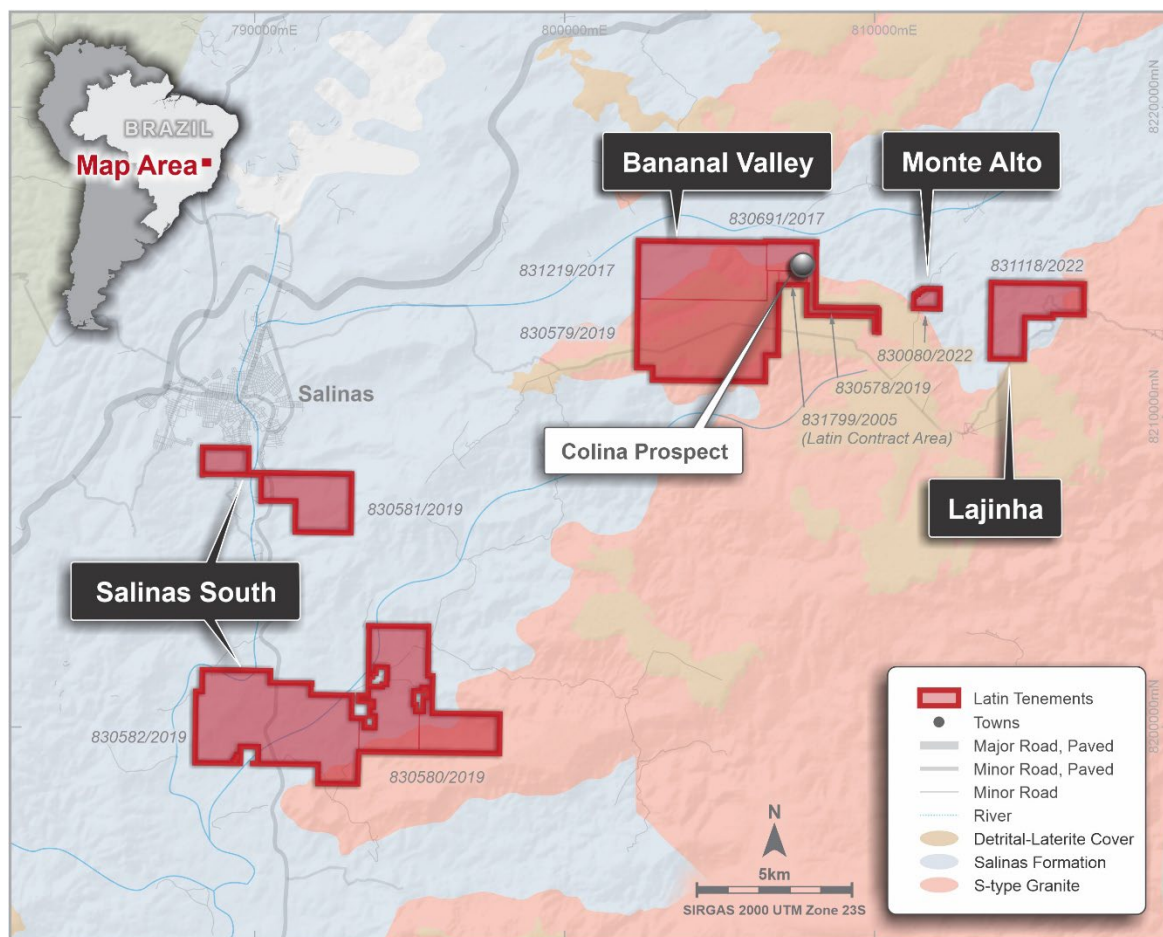 790000mE
800000mE
810000mE
8220000mN
BRAZIL
Map Area
Bananal Valley
Monte Alto
830691/2017
831219/2017
831118/2022
830579/2019
830080/2022
830578/2019
831799/2005
(Latin Contract Area)
8210000mN
Salinas
Colina Prospect
Lajinha
830581/2019
Salinas South
830582/2019
830580/2019
8200000mN
N
5km
SIRGAS 2000 UTM Zone 23S
Latin Tenements
Towns
Major Road, Paved
Minor Road, Paved
Minor Road
River
Detrital-Laterite Cover
Salinas Formation
S-type Granite